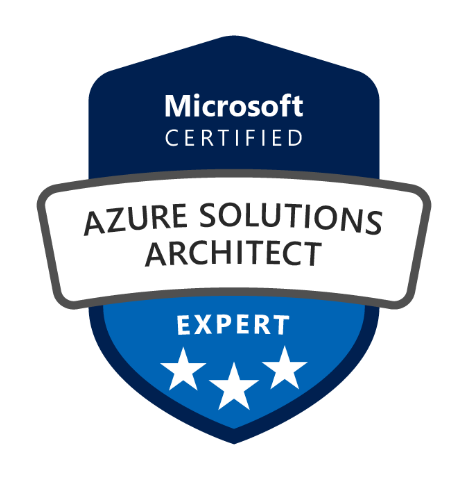 Microsoft
CERTIFIED
AZURE SOLUTIONS
ARCHITECT
EXPERT